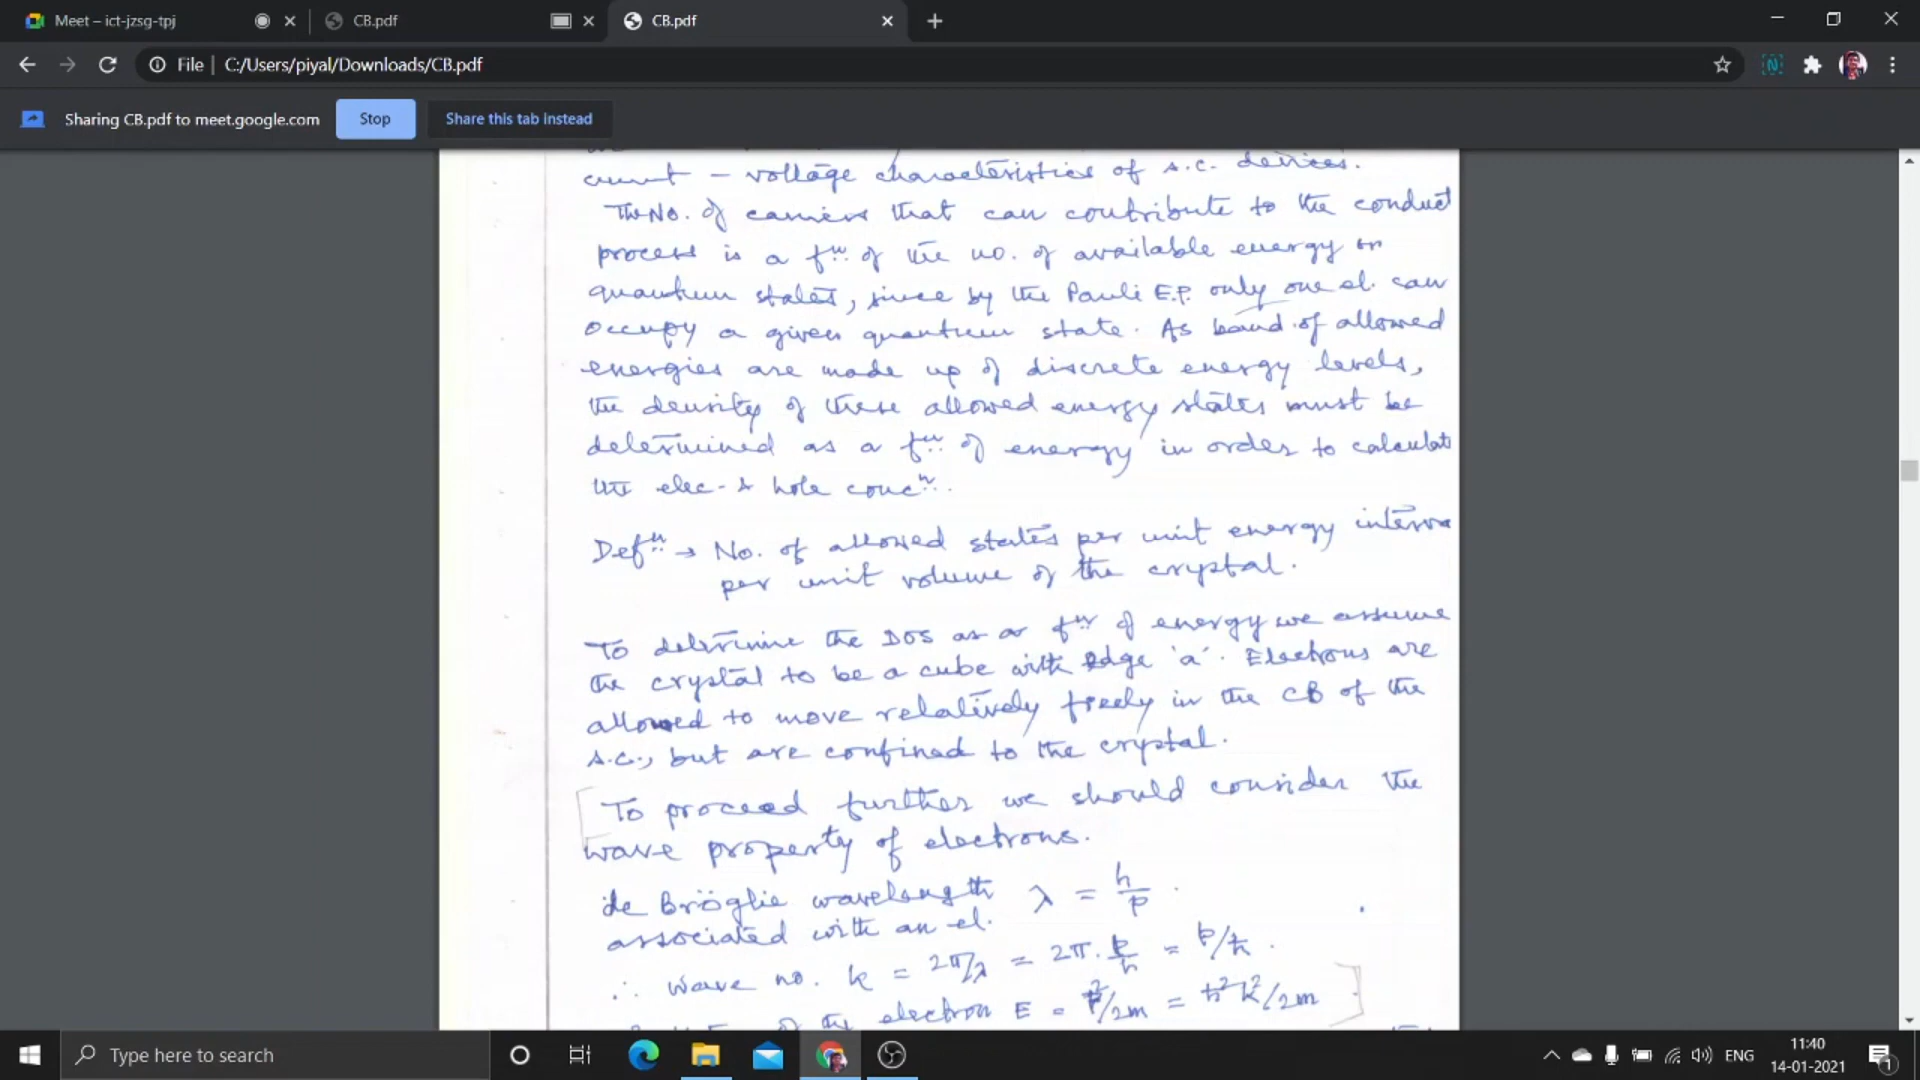 Meet – ict-jzsg-tpj
CB.pdf
CB.pdf
File | C:/Users/piyal/Downloads/CB.pdf
Sharing CB.pdf to meet.google.com
Stop
Share this tab instead
current – voltage characteristics of s.c. devices.
The No. of carriers that can contribute to the conduct
process is a fⁿ. of the no. of available energy or
quantum states, since by the Pauli E.P. only one el. can
occupy a given quantum state. As band of allowed
energies are made up of discrete energy levels,
the density of these allowed energy states must be
determined as a fⁿ. of energy in order to calculate
the elec- & hole concⁿ.
Defⁿ. → No. of allowed states per unit energy interva
per unit volume of the crystal.
To determine the DOS as a fⁿ of energy we assume
the crystal to be a cube with edge 'a'. Electrons are
allowed to move relatively freely in the CB of the
s.c., but are confined to the crystal.
[To proceed further we should consider the
wave property of electrons.
de Bröglie wavelength λ = h/p.
associated with an el.
∴ wave no. k = 2π/λ = 2π.p/h = p/ħ.
of the electron E = p²/2m = ħ²k²/2m]
Type here to search
ENG
11:40
14-01-2021
1